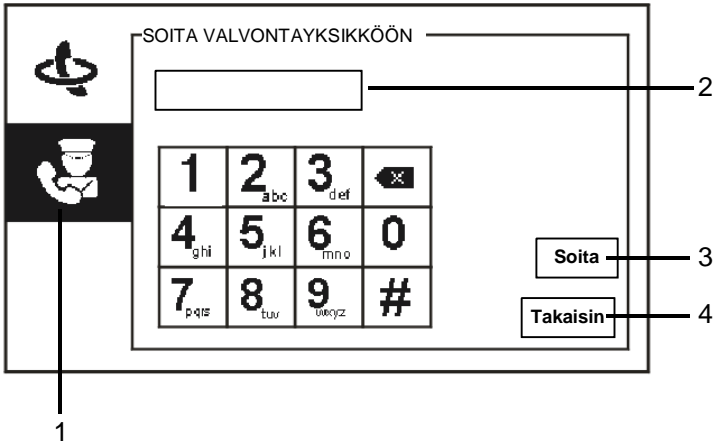 SOITA VALVONTAYKSIKKÖÖN
2
1 2 abc 3 def x
4 ghi 5 jkl 6 mno 0
Soita 3
7 pqrs 8 tuv 9 wxyz #
Takaisin 4
1